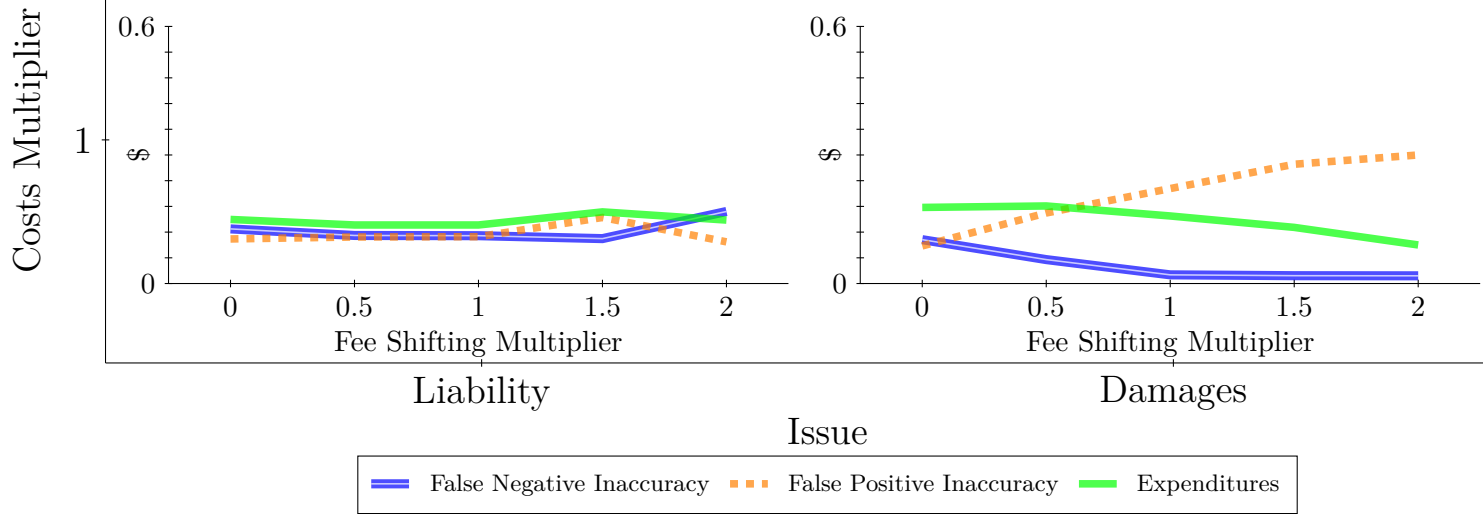 Costs Multiplier
1
0.6
$
0
0 0.5 1 1.5 2
Fee Shifting Multiplier
0.6
$
0
0 0.5 1 1.5 2
Fee Shifting Multiplier
Liability
Damages
Issue
False Negative Inaccuracy False Positive Inaccuracy Expenditures